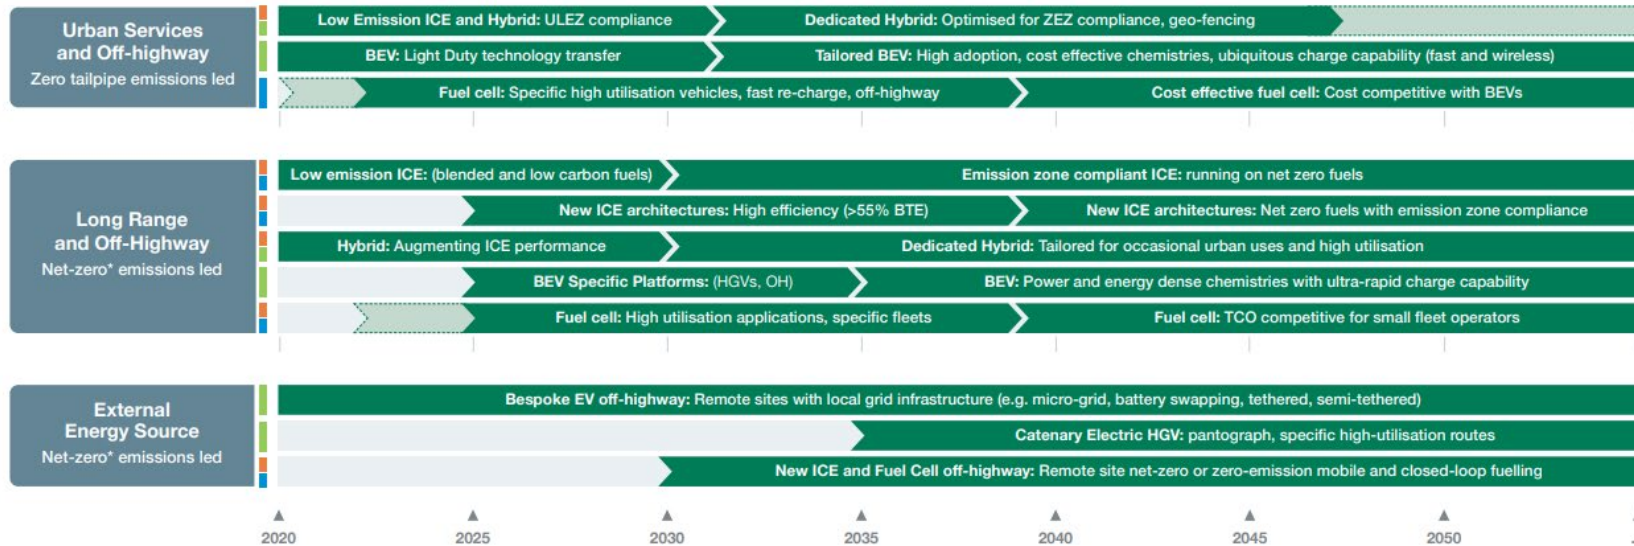 Urban Services
and Off-highway
Zero tailpipe emissions led
Low Emission ICE and Hybrid: ULEZ compliance
Dedicated Hybrid: Optimised for ZEZ compliance, geo-fencing
BEV: Light Duty technology transfer
Tailored BEV: High adoption, cost effective chemistries, ubiquitous charge capability (fast and wireless)
Fuel cell: Specific high utilisation vehicles, fast re-charge, off-highway
Cost effective fuel cell: Cost competitive with BEVs
Long Range
and Off-Highway
Net-zero* emissions led
Low emission ICE: (blended and low carbon fuels)
Emission zone compliant ICE: running on net zero fuels
New ICE architectures: High efficiency (>55% BTE)
New ICE architectures: Net zero fuels with emission zone compliance
Hybrid: Augmenting ICE performance
Dedicated Hybrid: Tailored for occasional urban uses and high utilisation
BEV Specific Platforms: (HGVs, OH)
BEV: Power and energy dense chemistries with ultra-rapid charge capability
Fuel cell: High utilisation applications, specific fleets
Fuel cell: TCO competitive for small fleet operators
External
Energy Source
Net-zero* emissions led
Bespoke EV off-highway: Remote sites with local grid infrastructure (e.g. micro-grid, battery swapping, tethered, semi-tethered)
Catenary Electric HGV: pantograph, specific high-utilisation routes
New ICE and Fuel Cell off-highway: Remote site net-zero or zero-emission mobile and closed-loop fuelling
2020 2025 2030 2035 2040 2045 2050